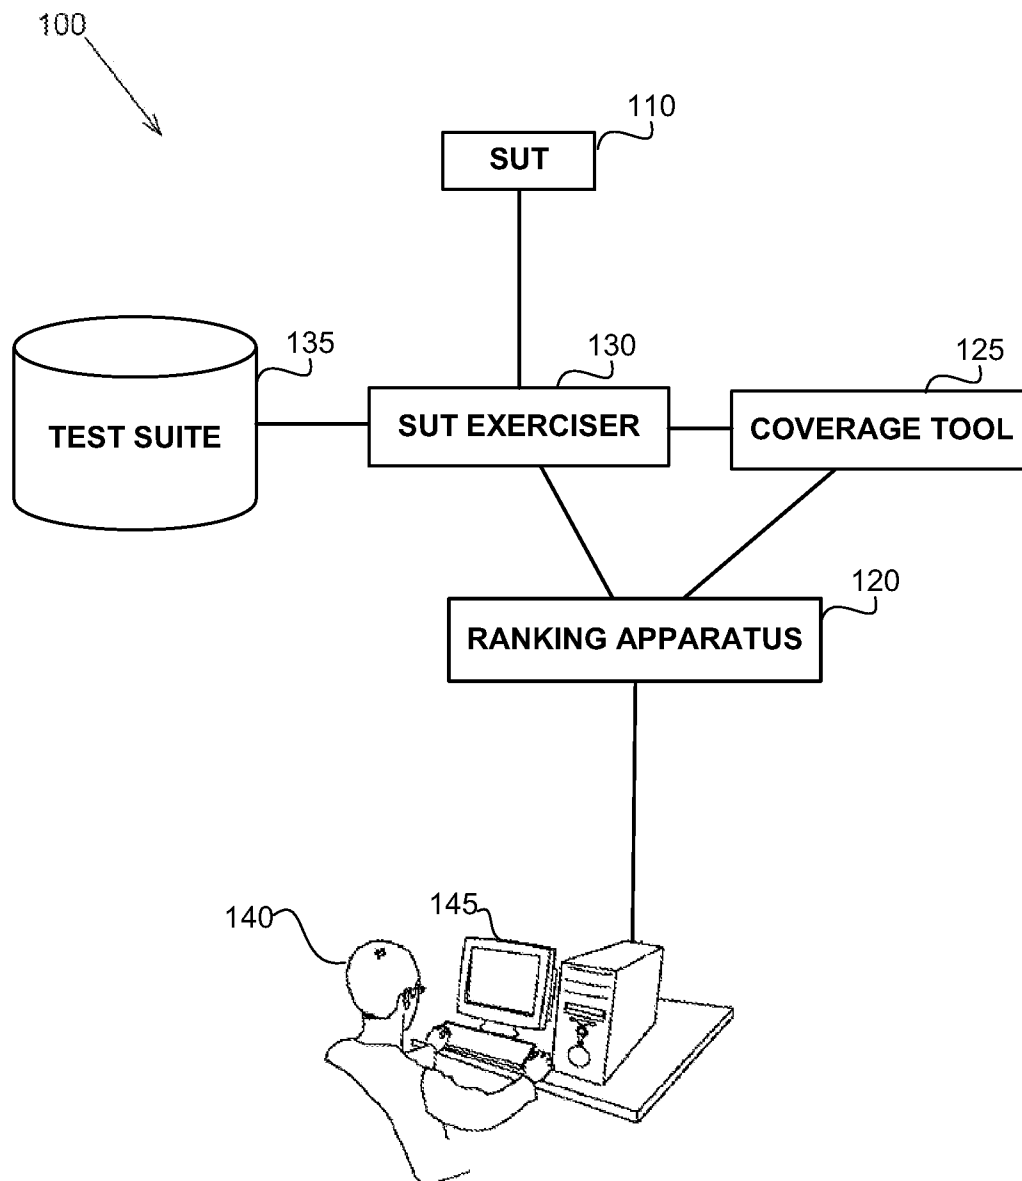 100
110
SUT
135
130
125
TEST SUITE
SUT EXERCISER
COVERAGE TOOL
120
RANKING APPARATUS
140
145